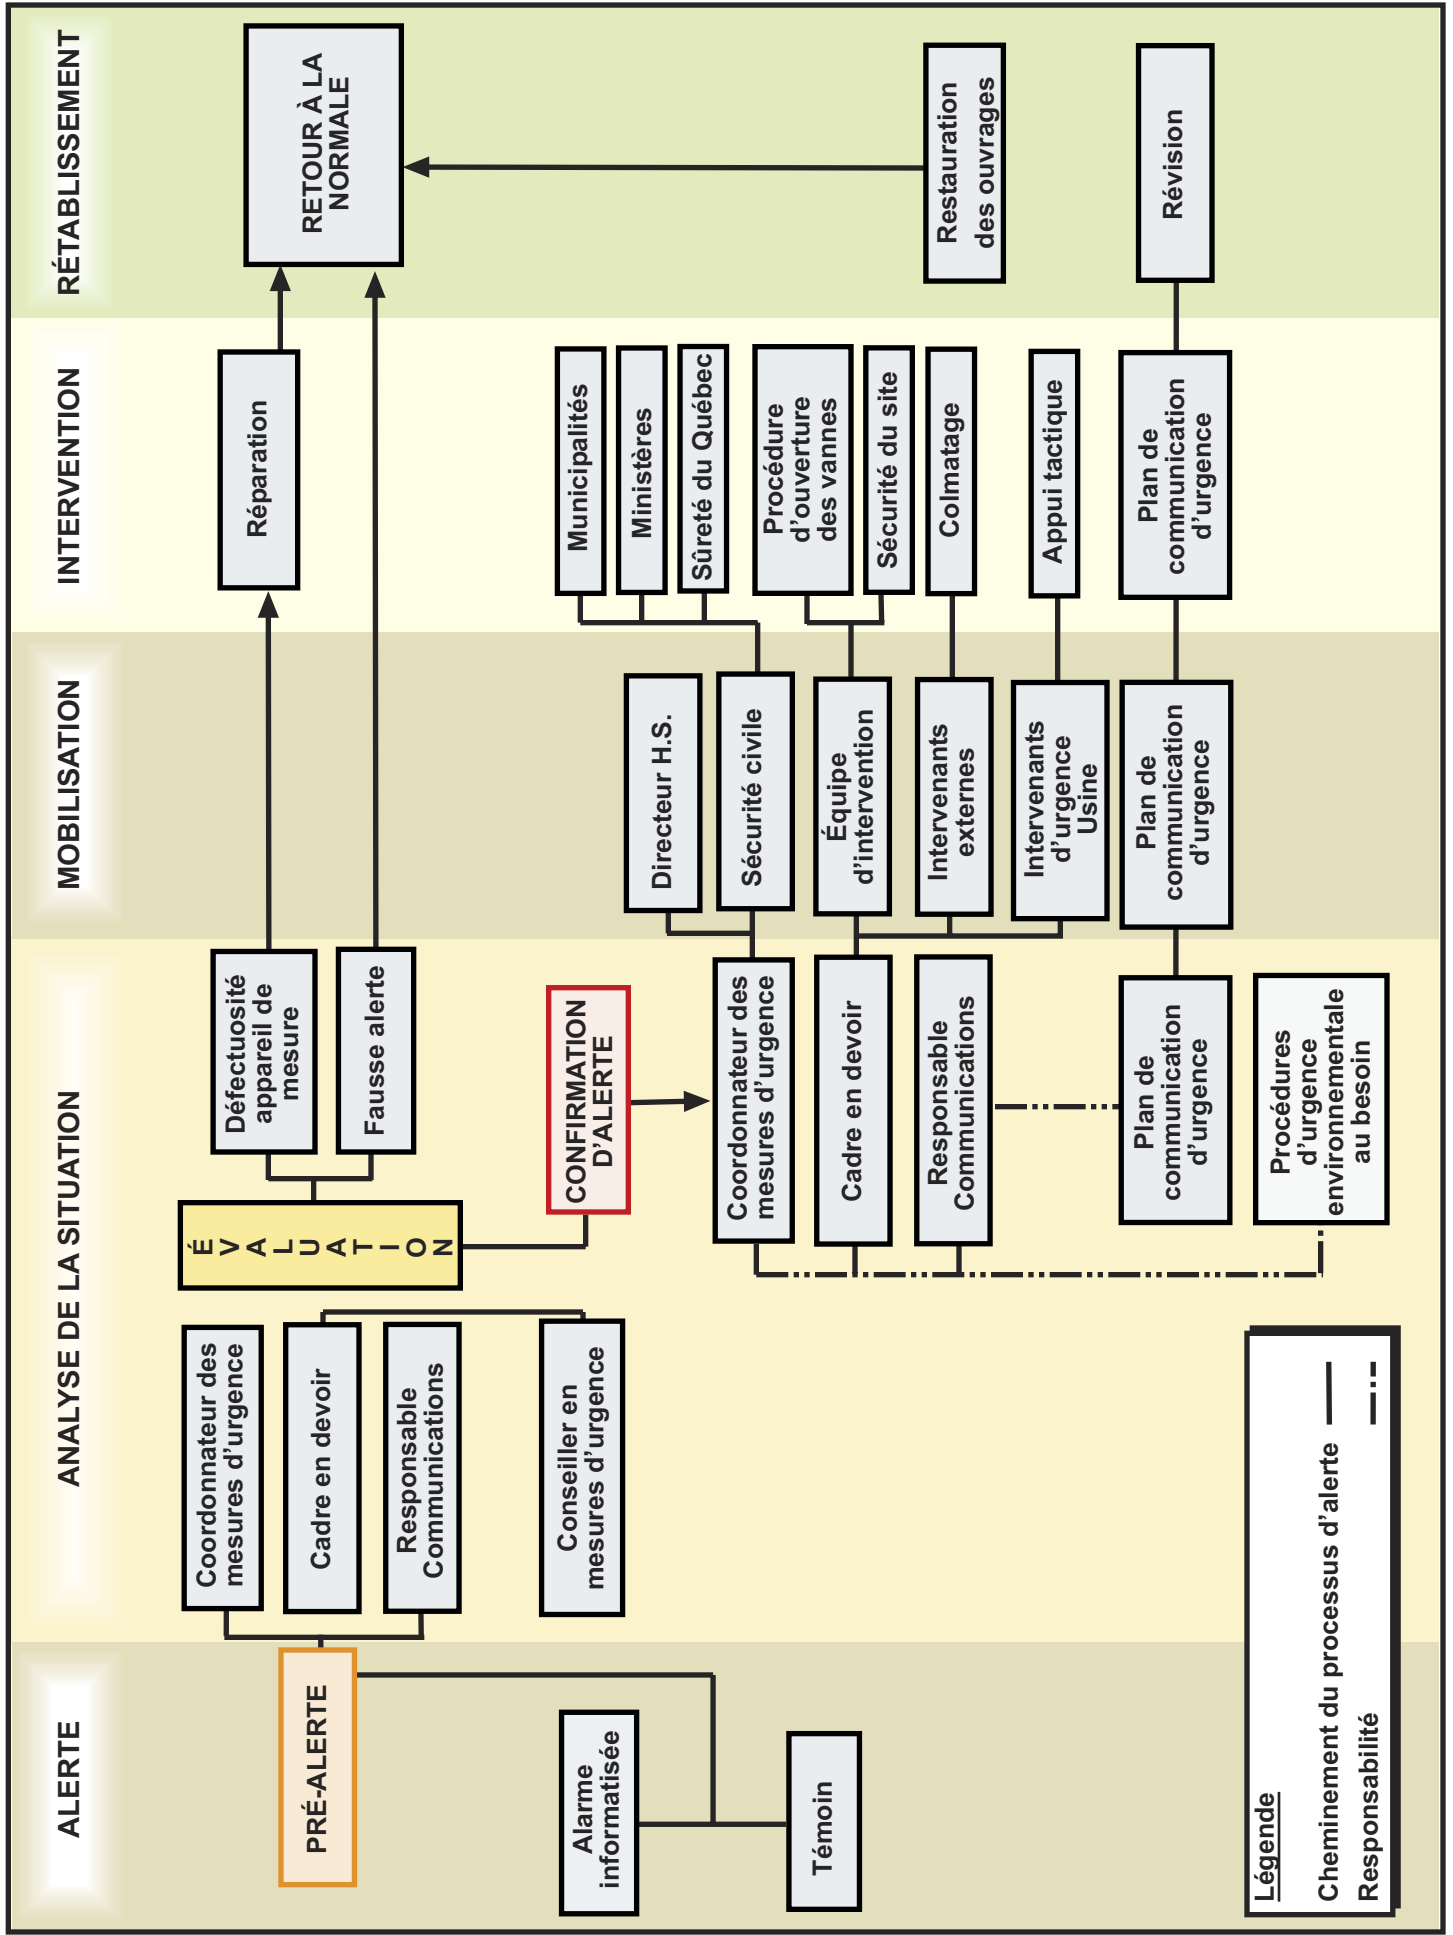 ALERTE
ANALYSE DE LA SITUATION
MOBILISATION
INTERVENTION
RÉTABLISSEMENT
PRÉ-ALERTE
Alarme
informatisée
Témoin
Coordonnateur des
mesures d'urgence
Cadre en devoir
Responsable
Communications
Conseiller en
mesures d'urgence
É
V
A
L
U
A
T
I
O
N
Défectuosité
appareil de
mesure
Fausse alerte
CONFIRMATION
D'ALERTE
Coordonnateur des
mesures d'urgence
Cadre en devoir
Responsable
Communications
Plan de
communication
d'urgence
Procédures
d'urgence
environnementale
au besoin
Directeur H.S.
Sécurité civile
Équipe
d'intervention
Intervenants
externes
Intervenants
d'urgence
Usine
Plan de
communication
d'urgence
Réparation
Municipalités
Ministères
Sûreté du Québec
Procédure
d'ouverture
des vannes
Sécurité du site
Colmatage
Appui tactique
Plan de
communication
d'urgence
RETOUR À LA
NORMALE
Restauration
des ouvrages
Révision
Légende
Cheminement du processus d'alerte
Responsabilité